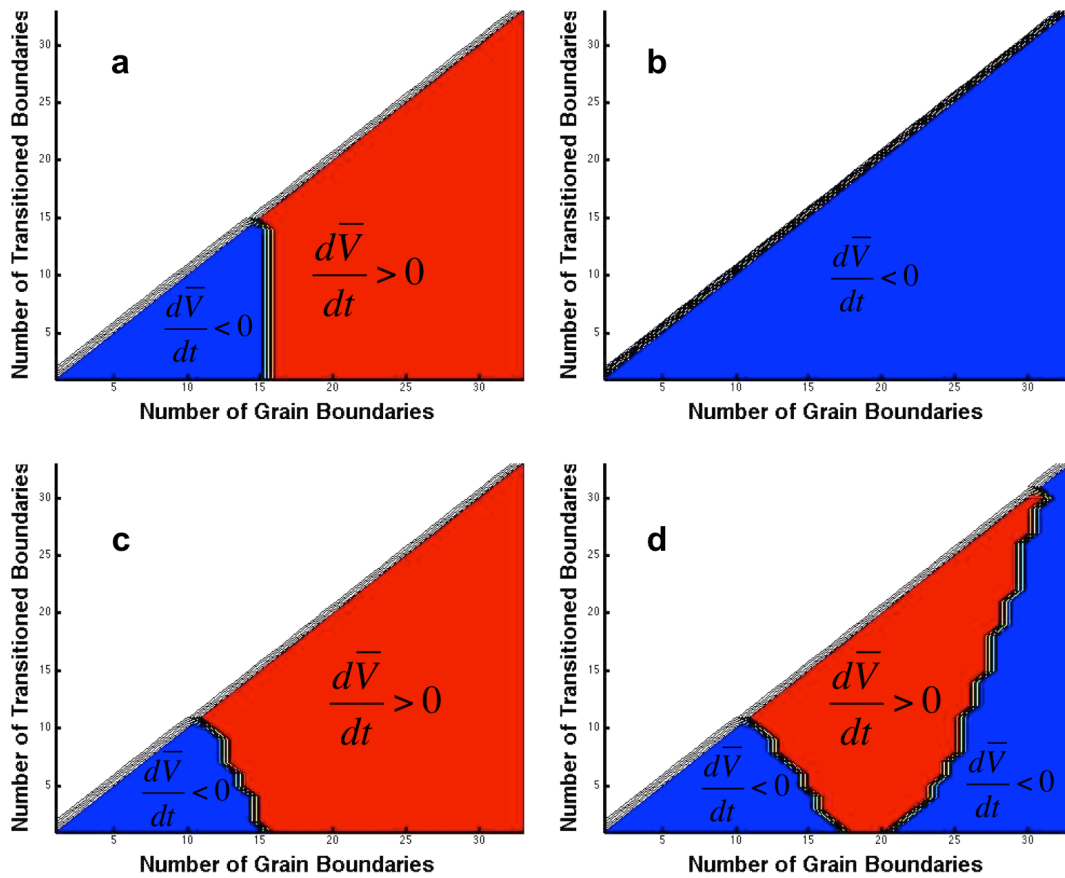 Number of Transitioned Boundaries
30
25
20
15
10
5
a
dV̅/dt > 0
dV̅/dt < 0
5 10 15 20 25 30
Number of Grain Boundaries
Number of Transitioned Boundaries
30
25
20
15
10
5
b
dV̅/dt < 0
5 10 15 20 25 30
Number of Grain Boundaries
Number of Transitioned Boundaries
30
25
20
15
10
5
c
dV̅/dt > 0
dV̅/dt < 0
5 10 15 20 25 30
Number of Grain Boundaries
Number of Transitioned Boundaries
30
25
20
15
10
5
d
dV̅/dt > 0
dV̅/dt < 0
dV̅/dt < 0
5 10 15 20 25 30
Number of Grain Boundaries